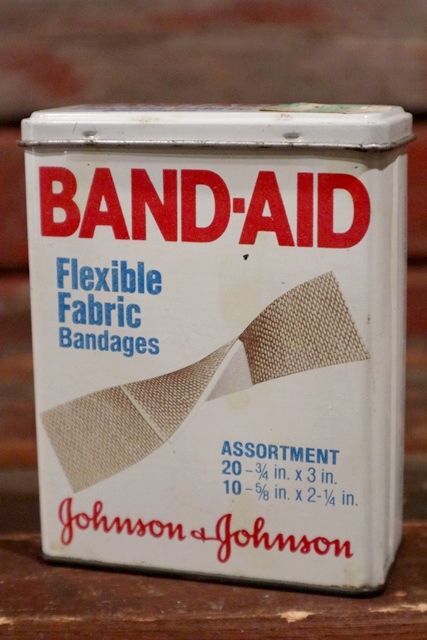 BAND-AID
Flexible
Fabric
Bandages
ASSORTMENT
20-¾ in. x 3 in.
10-⅝ in. x 2-¼ in.
Johnson & Johnson